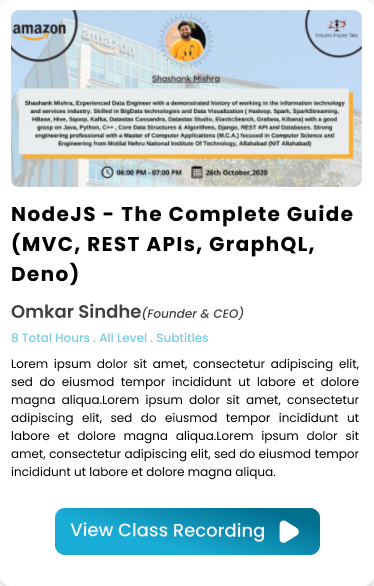 amazon
Industry Inspire Talks
Shashank Mishra
Shashank Mishra, Experienced Data Engineer with a demonstrated history of working in the information technology
and services industry. Skilled in BigData technologies and Data Visualization ( Hadoop, Spark, SparkStreaming,
HBase, Hive, Sqoop, Kafka, Datastax Cassandra, Datastax Studio, ElasticSearch, Grafana, Kibana) with a good
grasp on Java, Python, C++ , Core Data Structures & Algorithms, Django, REST API and Databases. Strong
engineering professional with a Master of Computer Applications (M.C.A.) focused in Computer Science and
Engineering from Motilal Nehru National Institute Of Technology, Allahabad (NIT Allahabad)
06:00 PM - 07:00 PM
26th October,2020
NodeJS - The Complete Guide
(MVC, REST APIs, GraphQL,
Deno)
Omkar Sindhe(Founder & CEO)
8 Total Hours . All Level . Subtitles
Lorem ipsum dolor sit amet, consectetur adipiscing elit,
sed do eiusmod tempor incididunt ut labore et dolore
magna aliqua.Lorem ipsum dolor sit amet, consectetur
adipiscing elit, sed do eiusmod tempor incididunt ut
labore et dolore magna aliqua.Lorem ipsum dolor sit
amet, consectetur adipiscing elit, sed do eiusmod tempor
incididunt ut labore et dolore magna aliqua.
View Class Recording